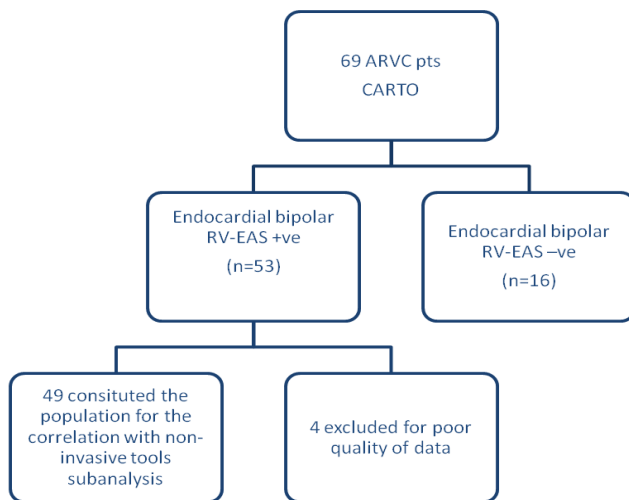 69 ARVC pts
CARTO
Endocardial bipolar
RV-EAS +ve
(n=53)
Endocardial bipolar
RV-EAS –ve
(n=16)
49 consituted the
population for the
correlation with non-
invasive tools
subanalysis
4 excluded for poor
quality of data